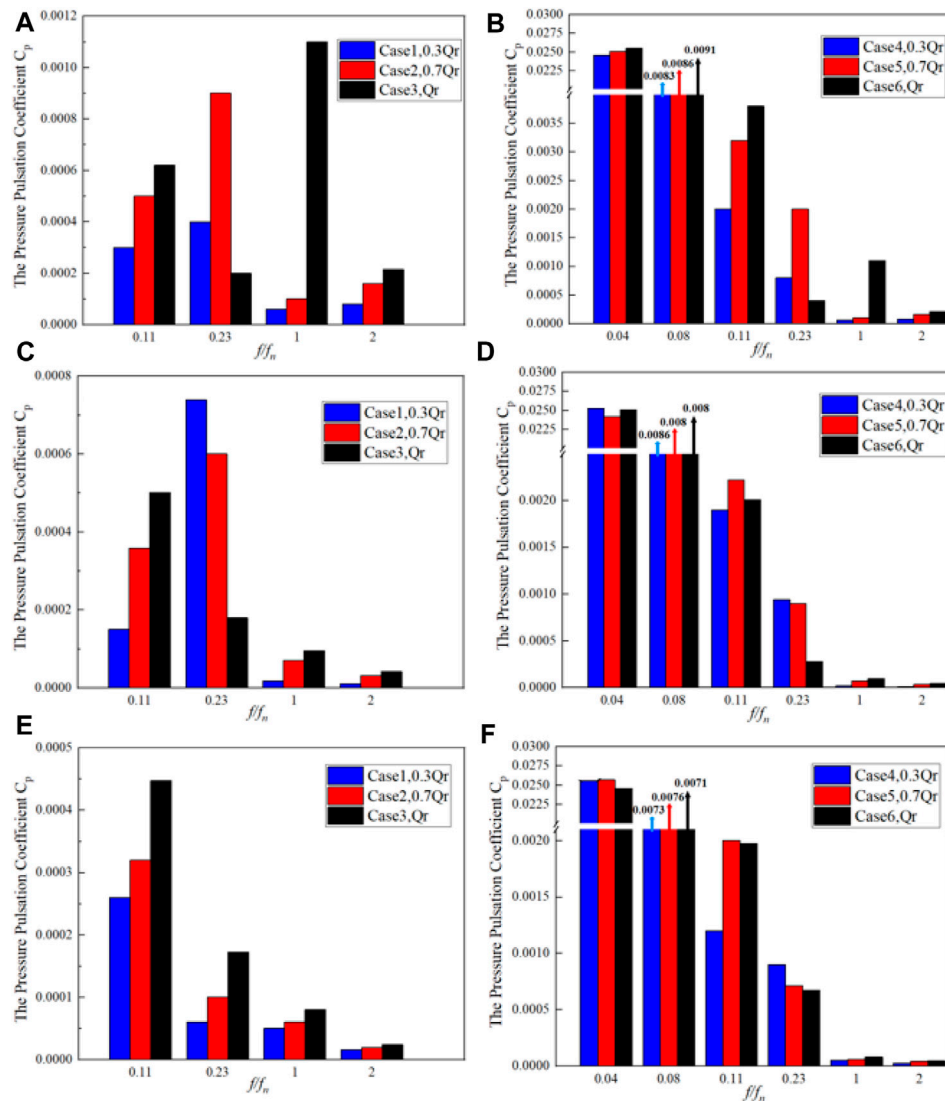 A
The Pressure Pulsation Coefficient Cp
0.0012
0.0010
0.0008
0.0006
0.0004
0.0002
0.0000
Case1,0.3Qr
Case2,0.7Qr
Case3,Qr
0.11 0.23 1 2
f/fn
B
The Pressure Pulsation Coefficient Cp
0.0300
0.0275
0.0250
0.0225
0.0035
0.0030
0.0025
0.0020
0.0015
0.0010
0.0005
0.0000
0.0083 0.0086 0.0091
Case4,0.3Qr
Case5,0.7Qr
Case6,Qr
0.04 0.08 0.11 0.23 1 2
f/fn
C
The Pressure Pulsation Coefficient Cp
0.0008
0.0006
0.0004
0.0002
0.0000
Case1,0.3Qr
Case2,0.7Qr
Case3,Qr
0.11 0.23 1 2
f/fn
D
The Pressure Pulsation Coefficient Cp
0.0300
0.0275
0.0250
0.0225
0.0020
0.0015
0.0010
0.0005
0.0000
0.0086 0.008 0.008
Case4,0.3Qr
Case5,0.7Qr
Case6,Qr
0.04 0.08 0.11 0.23 1 2
f/fn
E
The Pressure Pulsation Coefficient Cp
0.0005
0.0004
0.0003
0.0002
0.0001
0.0000
Case1,0.3Qr
Case2,0.7Qr
Case3,Qr
0.11 0.23 1 2
f/fn
F
The Pressure Pulsation Coefficient Cp
0.0300
0.0275
0.0250
0.0225
0.0020
0.0015
0.0010
0.0005
0.0000
0.0073 0.0076 0.0071
Case4,0.3Qr
Case5,0.7Qr
Case6,Qr
0.04 0.08 0.11 0.23 1 2
f/fn